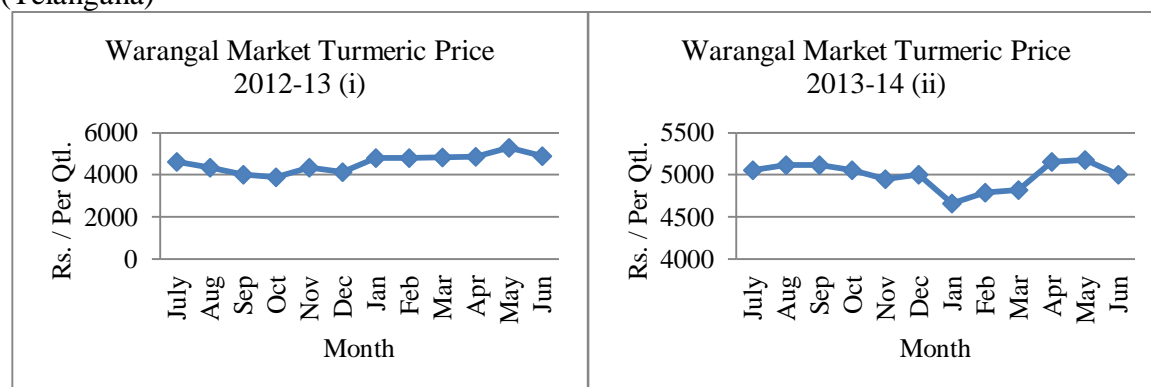 (Telangana)
Warangal Market Turmeric Price
2012-13 (i)
6000
4000
2000
0
Rs. / Per Qtl.
July
Aug
Sep
Oct
Nov
Dec
Jan
Feb
Mar
Apr
May
Jun
Month
Warangal Market Turmeric Price
2013-14 (ii)
5500
5000
4500
4000
Rs. / Per Qtl.
July
Aug
Sep
Oct
Nov
Dec
Jan
Feb
Mar
Apr
May
Jun
Month